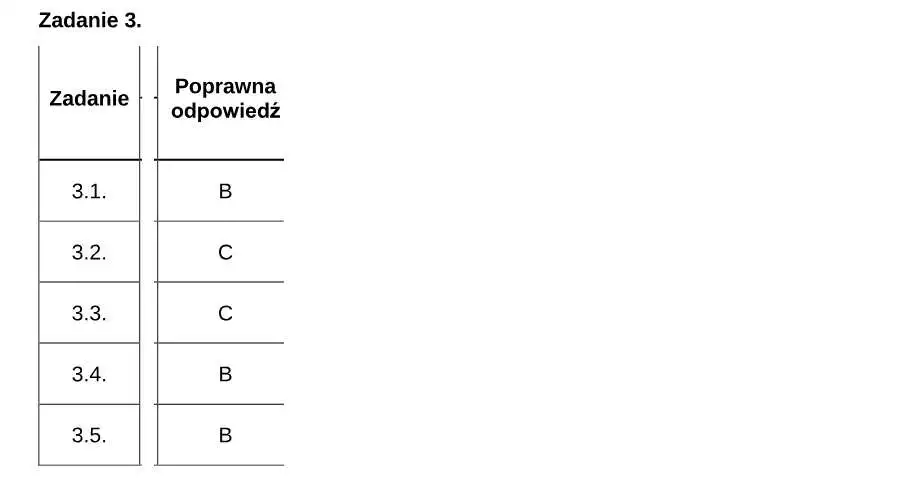 Zadanie 3.
Zadanie
Poprawna
odpowiedź
3.1. B
3.2. C
3.3. C
3.4. B
3.5. B